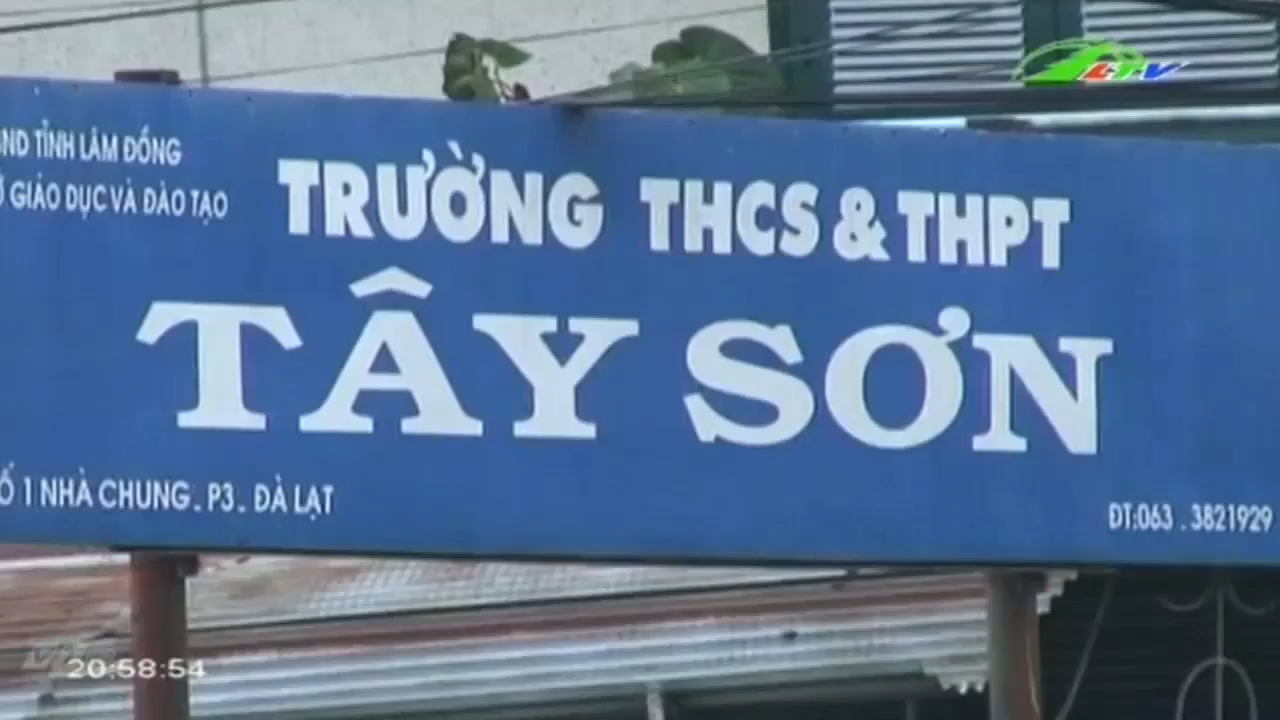 LTV
TỈNH LÂM ĐỒNG
GIÁO DỤC VÀ ĐÀO TẠO
TRƯỜNG THCS & THPT
TÂY SƠN
1 NHÀ CHUNG . P3 . ĐÀ LẠT
ĐT:063 . 3821929
20:58:54